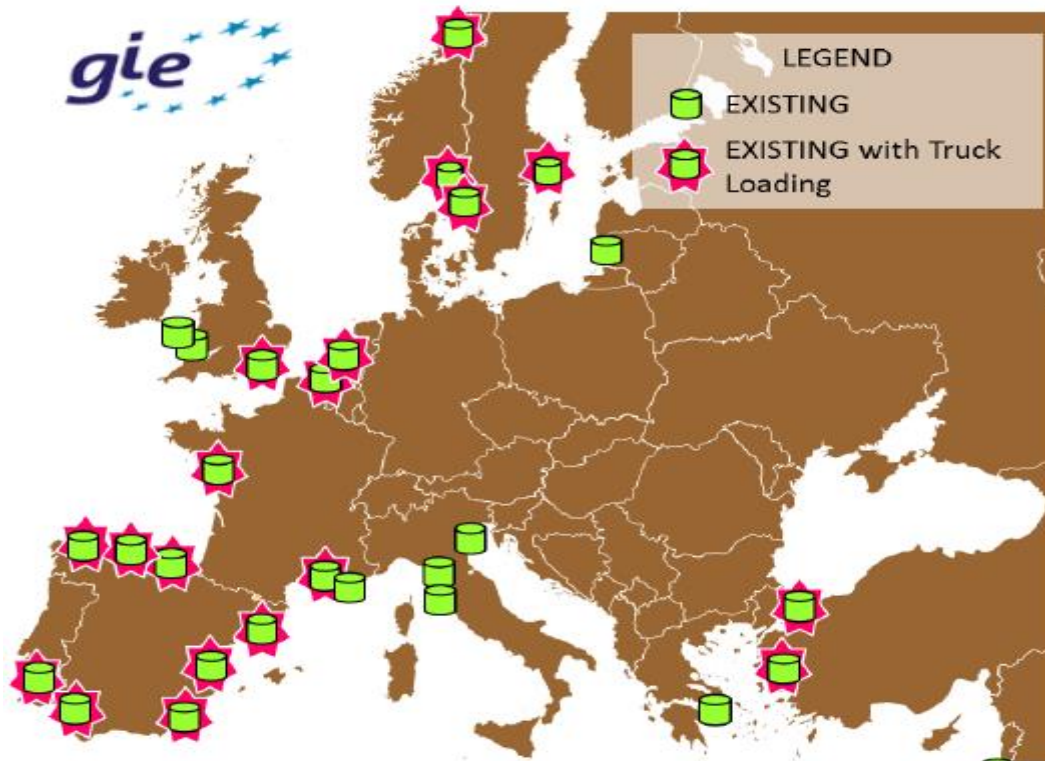 gie
LEGEND
EXISTING
EXISTING with Truck
Loading